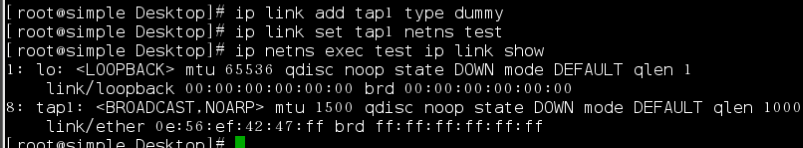 [root@simple Desktop]# ip link add tap1 type dummy
[root@simple Desktop]# ip link set tap1 netns test
[root@simple Desktop]# ip netns exec test ip link show
1: lo: <LOOPBACK> mtu 65536 qdisc noop state DOWN mode DEFAULT qlen 1
    link/loopback 00:00:00:00:00:00 brd 00:00:00:00:00:00
8: tap1: <BROADCAST,NOARP> mtu 1500 qdisc noop state DOWN mode DEFAULT qlen 1000
    link/ether 0e:56:ef:42:47:ff brd ff:ff:ff:ff:ff:ff
[root@simple Desktop]#